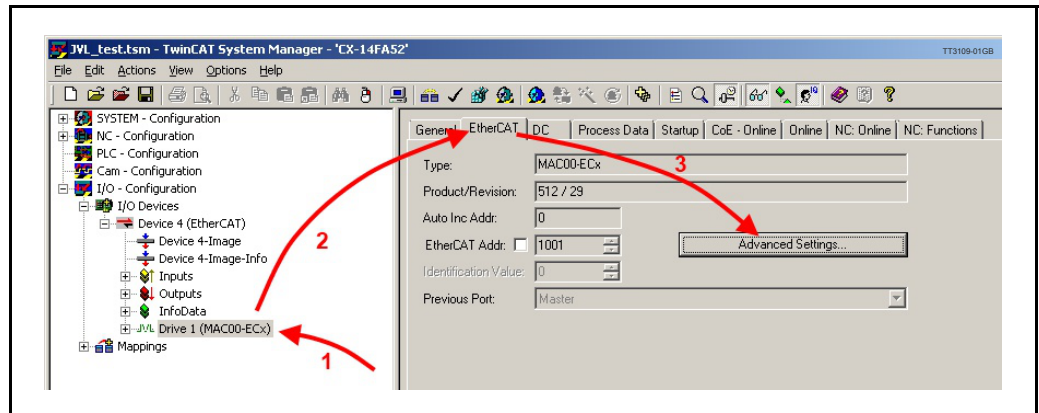 JVL_test.tsm - TwinCAT System Manager - 'CX-14FA52'
TT3109-01GB
File Edit Actions View Options Help
SYSTEM - Configuration
NC - Configuration
PLC - Configuration
Cam - Configuration
I/O - Configuration
I/O Devices
Device 4 (EtherCAT)
Device 4-Image
Device 4-Image-Info
Inputs
Outputs
InfoData
JVL Drive 1 (MAC00-ECx)
Mappings
1
2
General EtherCAT DC Process Data Startup CoE - Online Online NC: Online NC: Functions
Type: MAC00-ECx
3
Product/Revision: 512 / 29
Auto Inc Addr: 0
EtherCAT Addr: 1001 Advanced Settings...
Identification Value: 0
Previous Port: Master